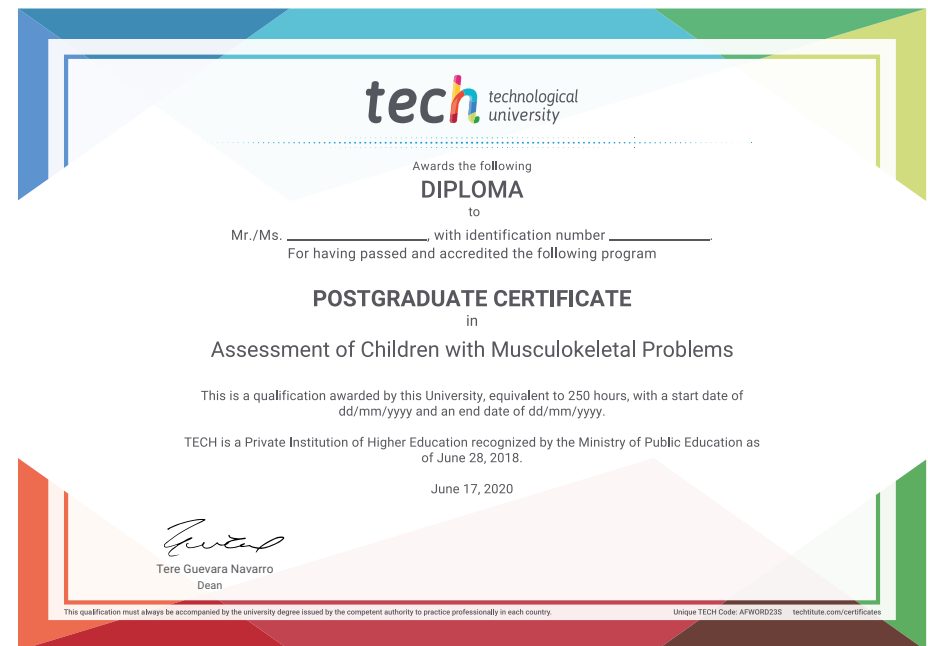 tech technological
university
Awards the following
DIPLOMA
to
Mr./Ms. ____________________, with identification number ______________.
For having passed and accredited the following program
POSTGRADUATE CERTIFICATE
in
Assessment of Children with Musculokeletal Problems
This is a qualification awarded by this University, equivalent to 250 hours, with a start date of
dd/mm/yyyy and an end date of dd/mm/yyyy.
TECH is a Private Institution of Higher Education recognized by the Ministry of Public Education as
of June 28, 2018.
June 17, 2020
Tere Guevara Navarro
Dean
This qualification must always be accompanied by the university degree issued by the competent authority to practice professionally in each country.
Unique TECH Code: AFWORD23S techtitute.com/certificates